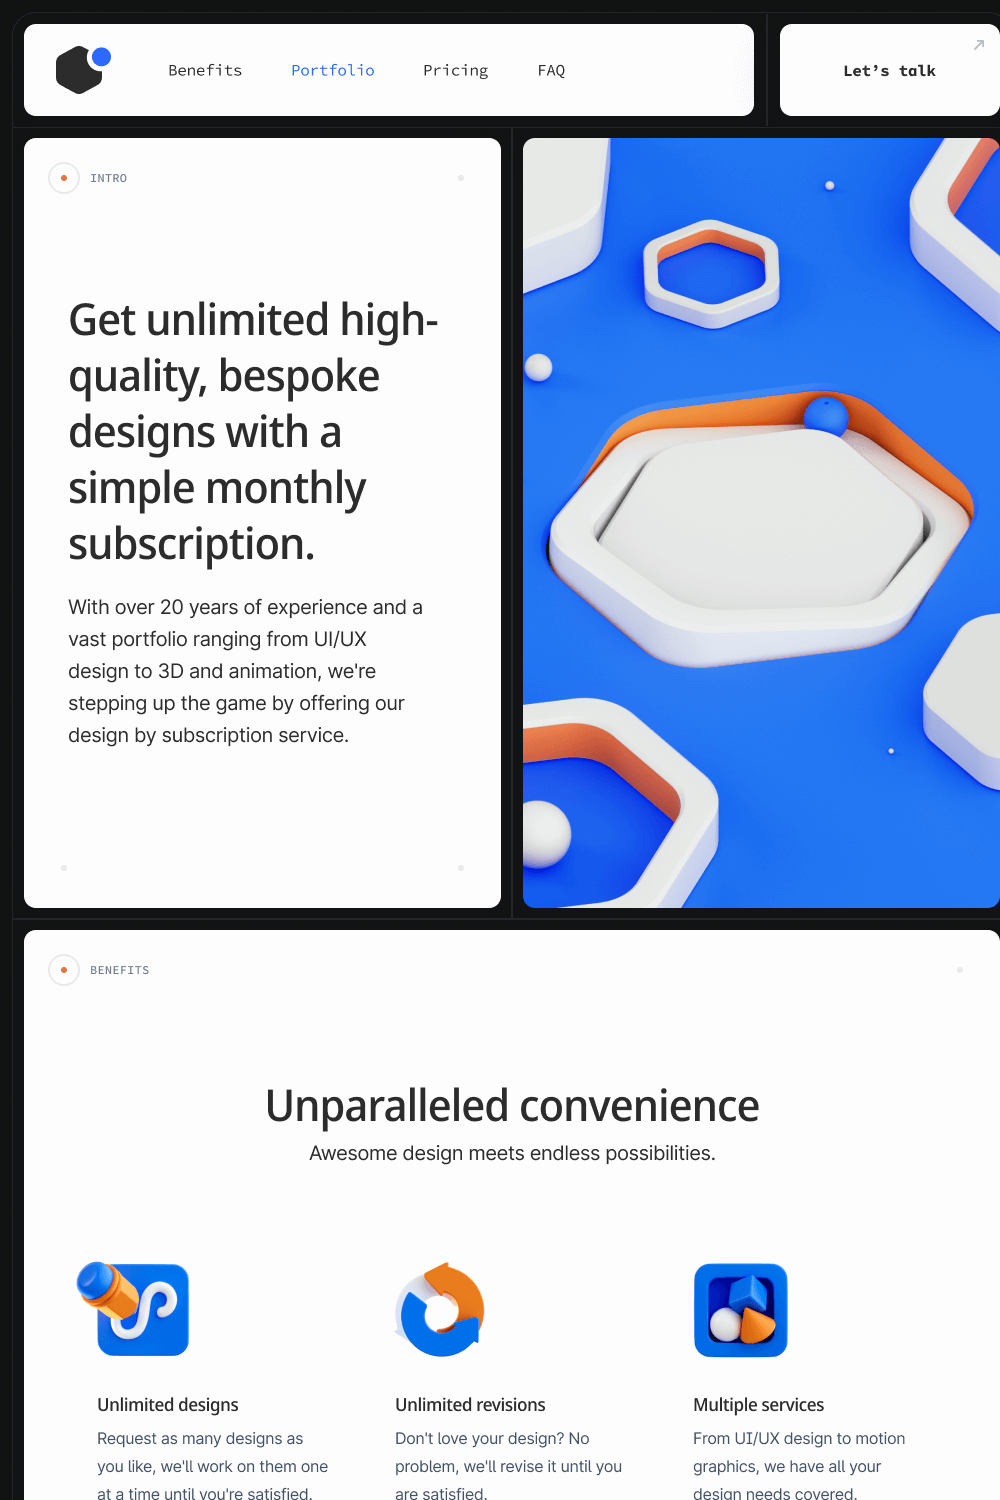 Benefits Portfolio Pricing FAQ
Let’s talk
INTRO
Get unlimited high-
quality, bespoke
designs with a
simple monthly
subscription.
With over 20 years of experience and a
vast portfolio ranging from UI/UX
design to 3D and animation, we're
stepping up the game by offering our
design by subscription service.
BENEFITS
Unparalleled convenience
Awesome design meets endless possibilities.
Unlimited designs
Request as many designs as
you like, we'll work on them one
at a time until you're satisfied.
Unlimited revisions
Don't love your design? No
problem, we'll revise it until you
are satisfied.
Multiple services
From UI/UX design to motion
graphics, we have all your
design needs covered.